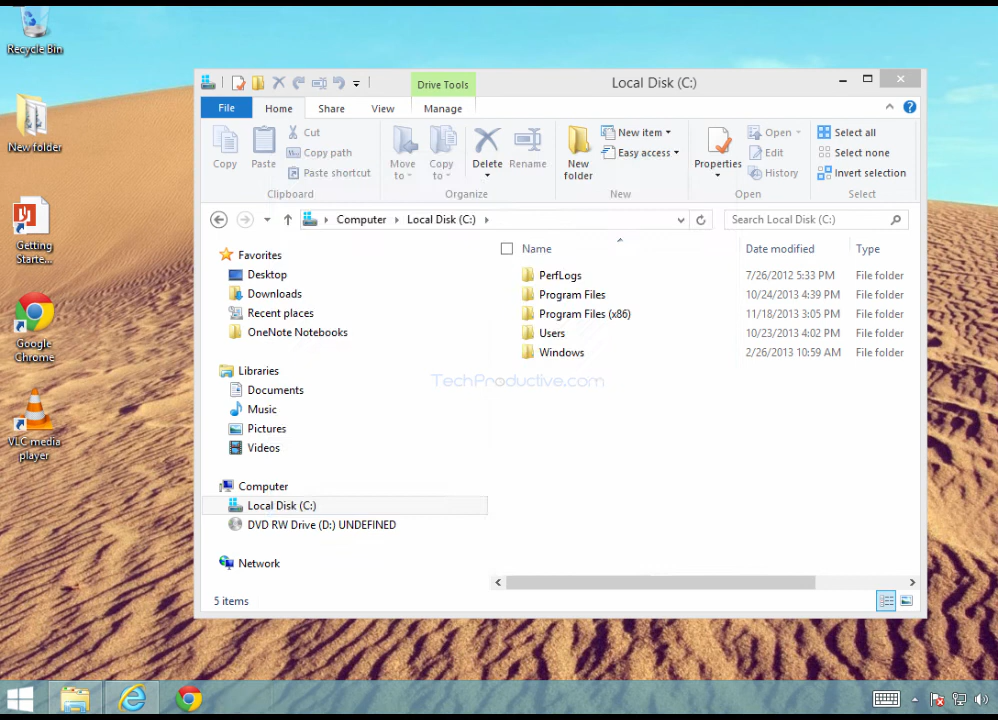 Recycle Bin
New folder
Getting
Starte...
Google
Chrome
VLC media
player
Drive Tools
Local Disk (C:)
File
Home
Share
View
Manage
Copy
Paste
Cut
Copy path
Paste shortcut
Clipboard
Move
to
Copy
to
Delete
Rename
Organize
New
folder
New item
Easy access
New
Properties
Open
Edit
History
Open
Select all
Select none
Invert selection
Select
Computer
Local Disk (C:)
Search Local Disk (C:)
Favorites
Desktop
Downloads
Recent places
OneNote Notebooks
Libraries
Documents
Music
Pictures
Videos
Computer
Local Disk (C:)
DVD RW Drive (D:) UNDEFINED
Network
Name Date modified Type
PerfLogs 7/26/2012 5:33 PM File folder
Program Files 10/24/2013 4:39 PM File folder
Program Files (x86) 11/18/2013 3:05 PM File folder
Users 10/23/2013 4:02 PM File folder
Windows 2/26/2013 10:59 AM File folder
TechProductive.com
5 items